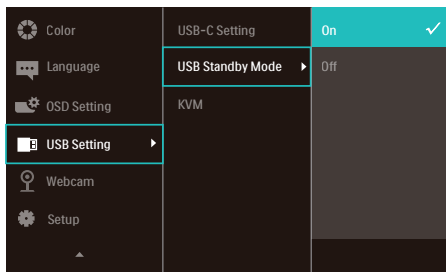 Color
Language
OSD Setting
USB Setting
Webcam
Setup
USB-C Setting
USB Standby Mode
KVM
On
Off